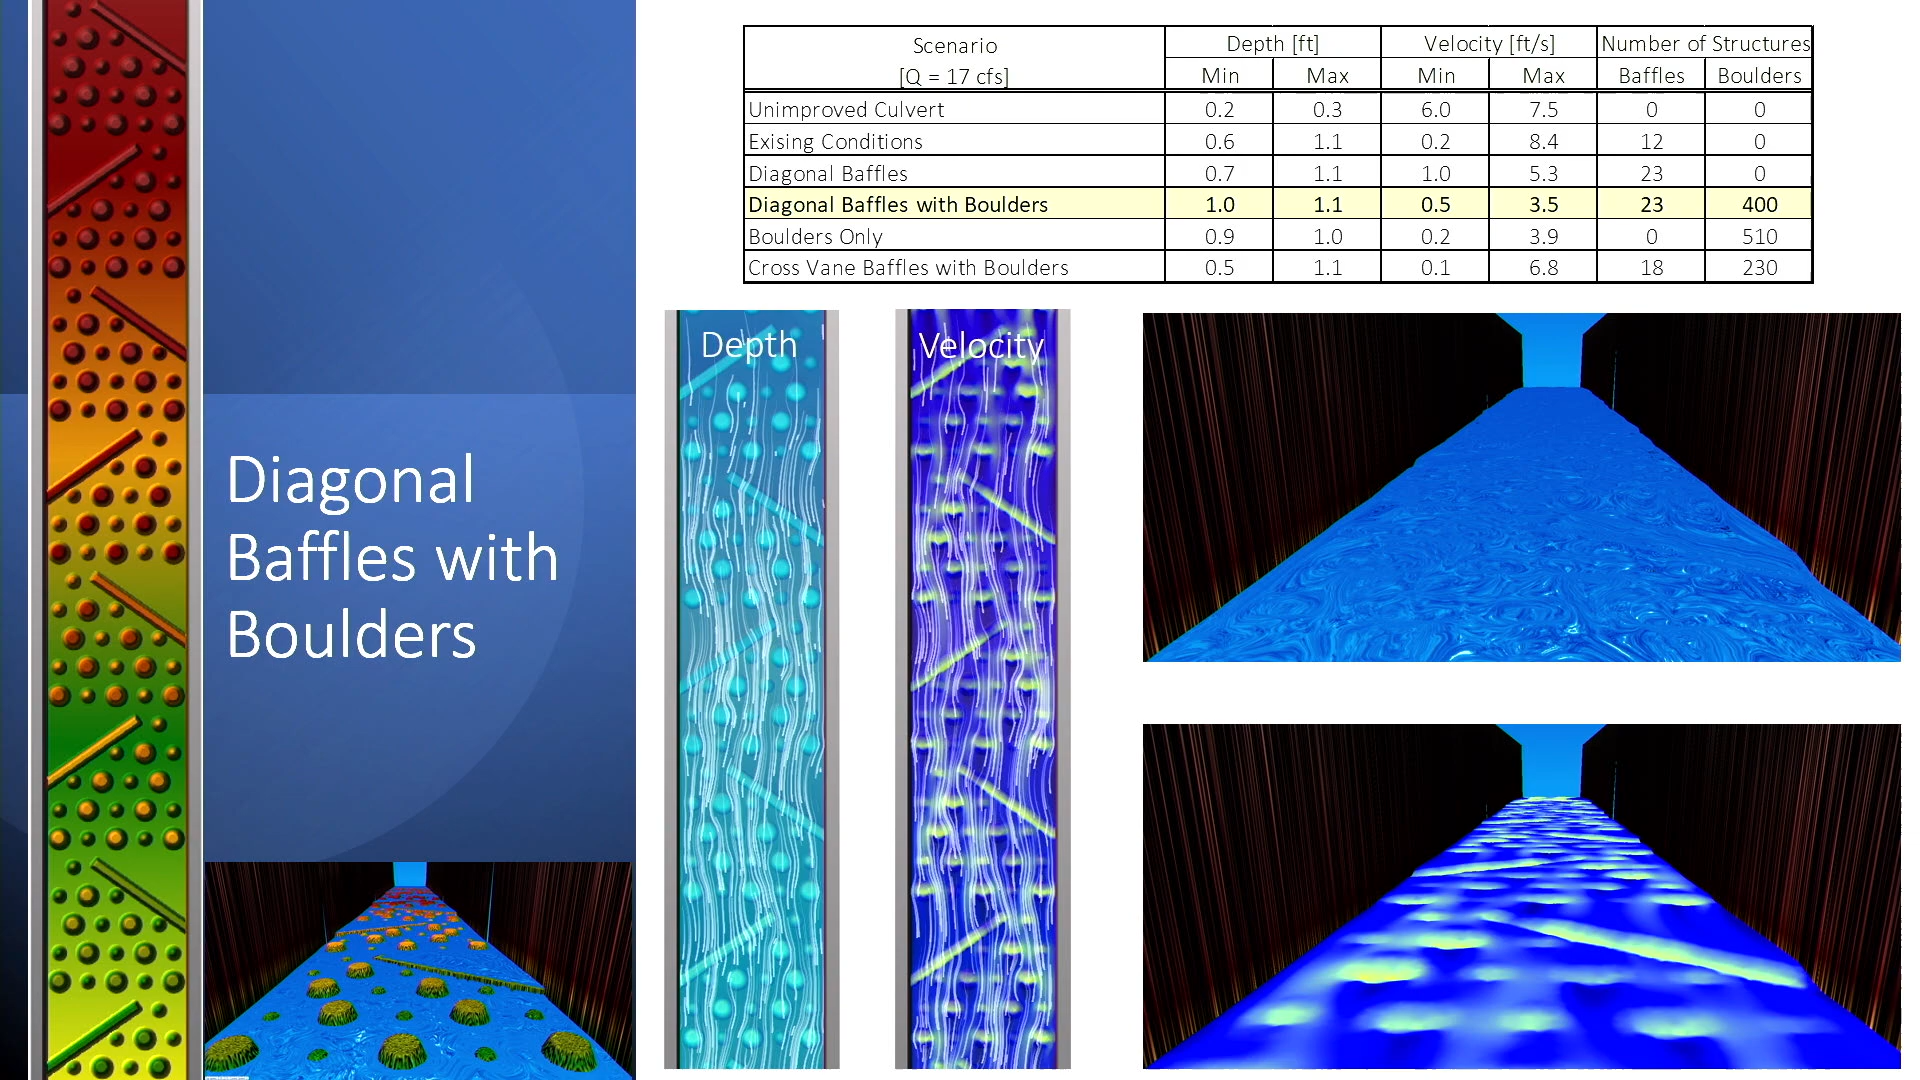 Diagonal
Baffles with
Boulders
Scenario Depth [ft] Velocity [ft/s] Number of Structures
[Q = 17 cfs] Min Max Min Max Baffles Boulders
Unimproved Culvert 0.2 0.3 6.0 7.5 0 0
Exising Conditions 0.6 1.1 0.2 8.4 12 0
Diagonal Baffles 0.7 1.1 1.0 5.3 23 0
Diagonal Baffles with Boulders 1.0 1.1 0.5 3.5 23 400
Boulders Only 0.9 1.0 0.2 3.9 0 510
Cross Vane Baffles with Boulders 0.5 1.1 0.1 6.8 18 230
Depth
Velocity